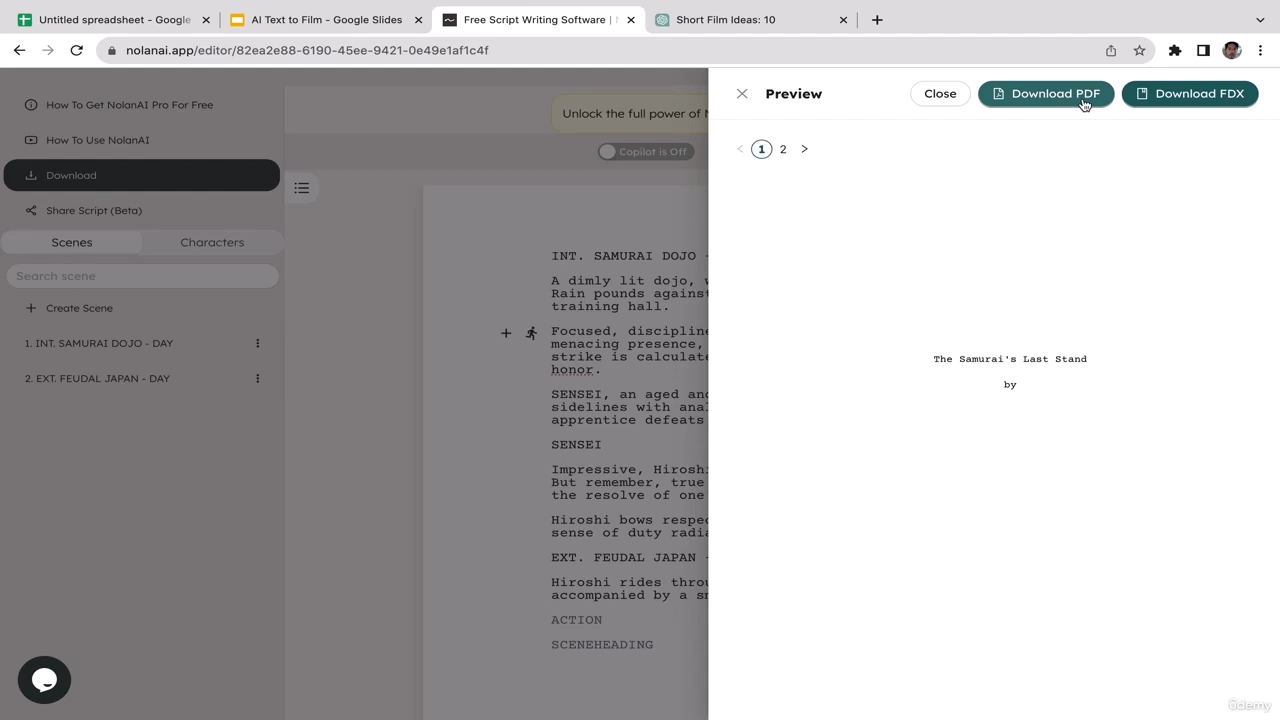 Untitled spreadsheet - Google
AI Text to Film - Google Slides
Free Script Writing Software |
Short Film Ideas: 10
nolanai.app/editor/82ea2e88-6190-45ee-9421-0e49e1af1c4f
How To Get NolanAI Pro For Free
How To Use NolanAI
Download
Share Script (Beta)
Scenes
Characters
Search scene
Create Scene
1. INT. SAMURAI DOJO - DAY
2. EXT. FEUDAL JAPAN - DAY
Unlock the full power of
Copilot is Off
INT. SAMURAI DOJO -
A dimly lit dojo,
Rain pounds against
training hall.
Focused, discipline
menacing presence,
strike is calculate
honor.
SENSEI, an aged and
sidelines with anal
apprentice defeats
SENSEI
Impressive, Hirosh
But remember, true
the resolve of one
Hiroshi bows respec
sense of duty radia
EXT. FEUDAL JAPAN -
Hiroshi rides throu
accompanied by a sm
ACTION
SCENEHEADING
Preview
Close
Download PDF
Download FDX
1
2
The Samurai's Last Stand
by
ûdemy